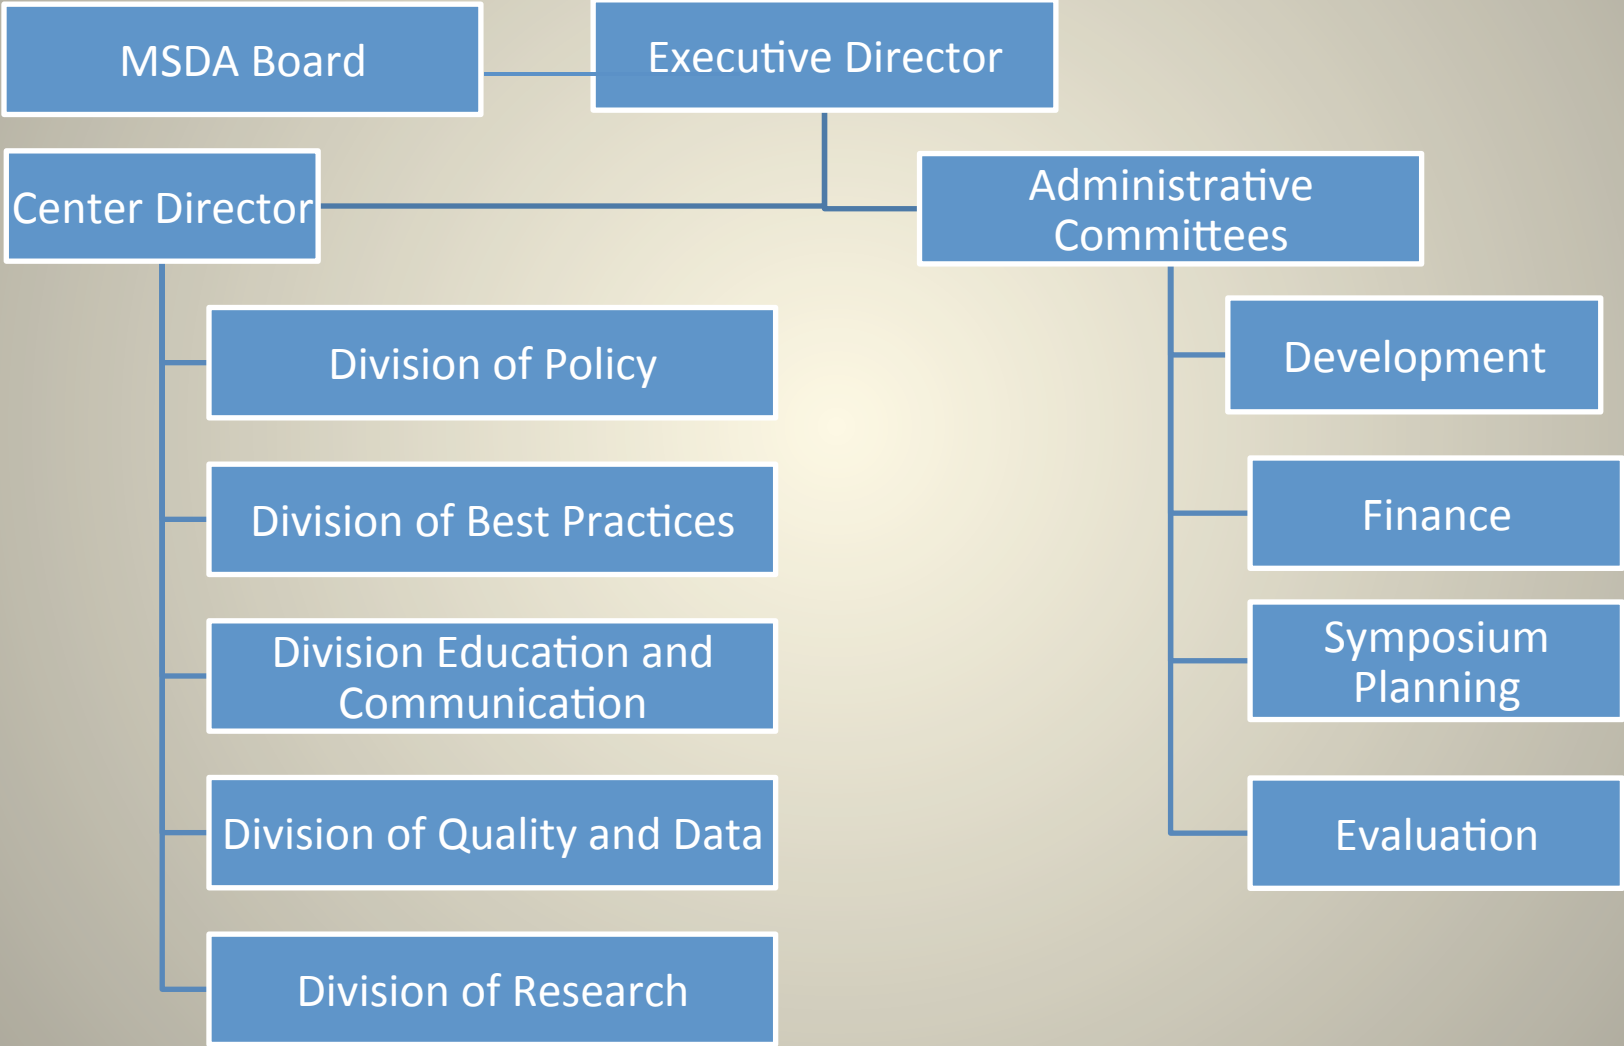 MSDA Board
Executive Director
Center Director
Administrative
Committees
Division of Policy
Division of Best Practices
Division Education and
Communication
Division of Quality and Data
Division of Research
Development
Finance
Symposium
Planning
Evaluation